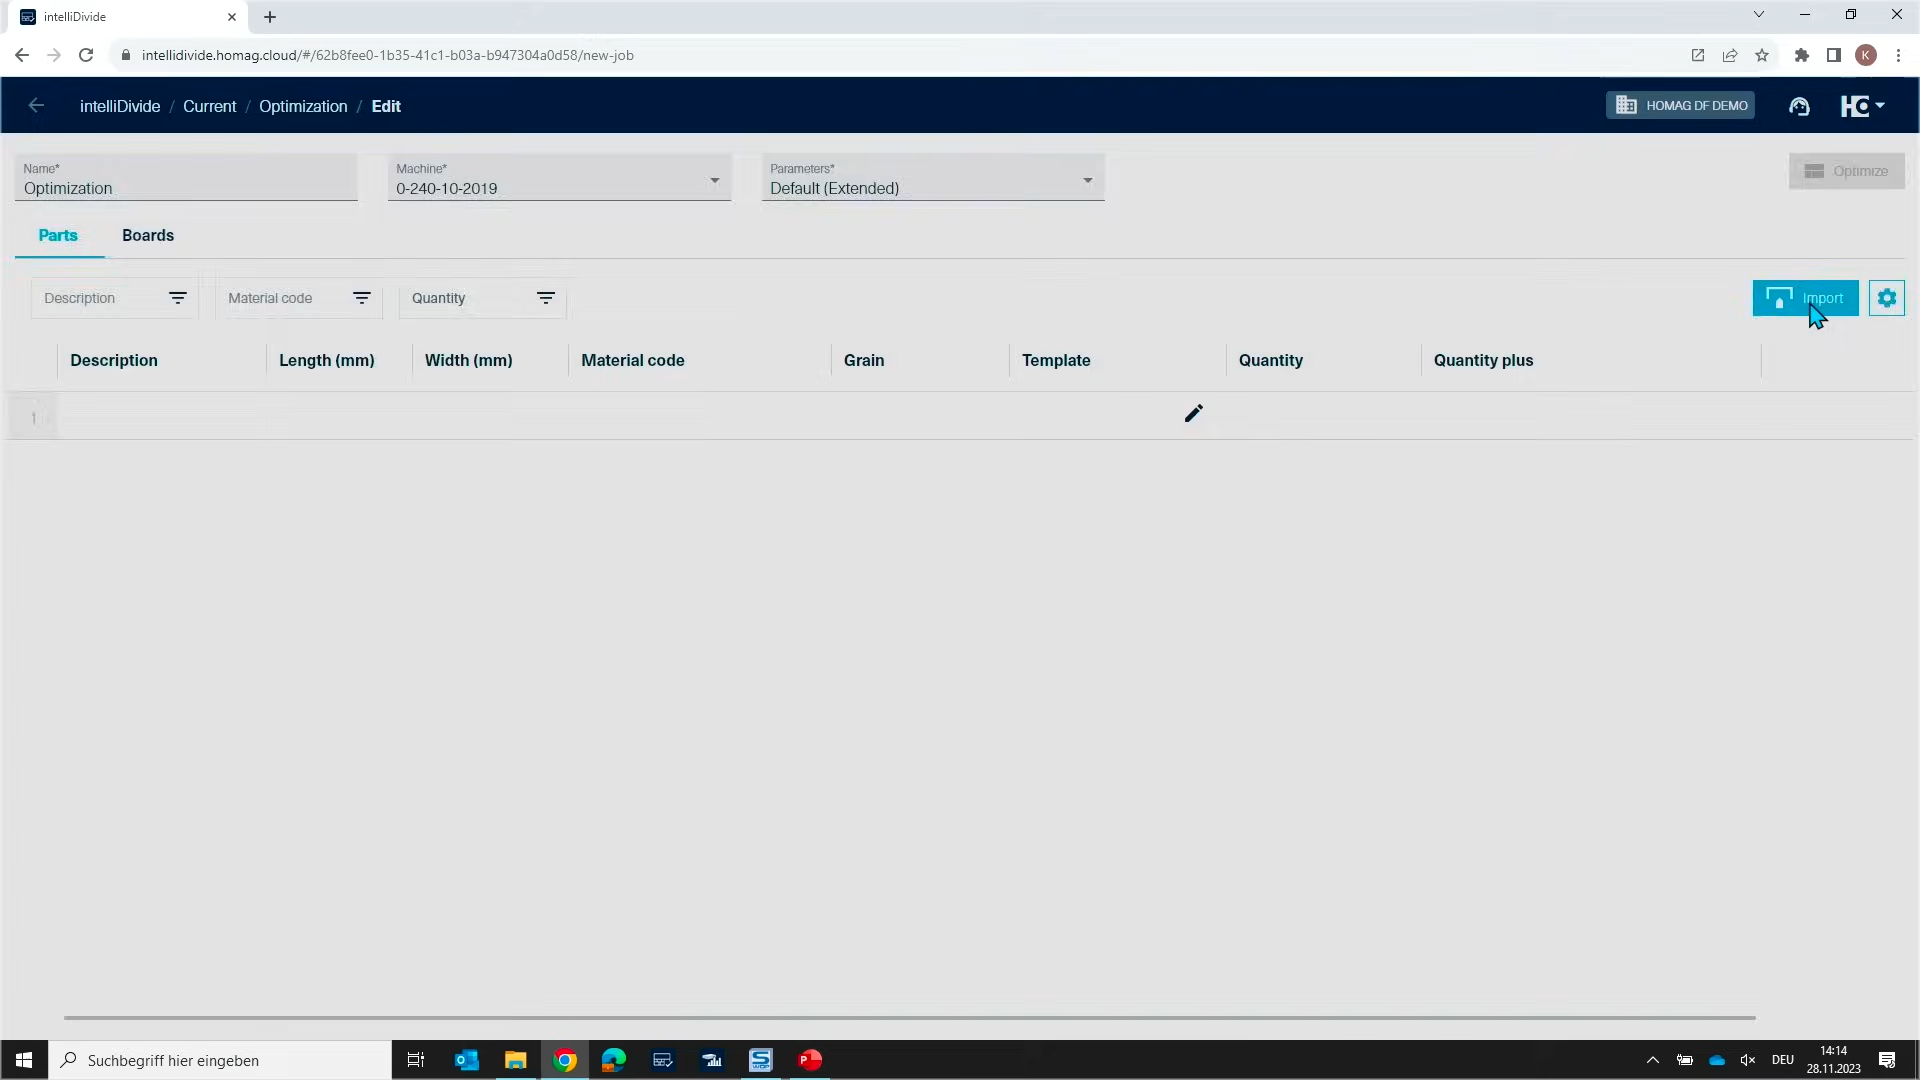 intelliDivide
intellidivide.homag.cloud/#/62b8fee0-1b35-41c1-b03a-b947304a0d58/new-job
K
intelliDivide / Current / Optimization / Edit
HOMAG DF DEMO
Name*
Optimization
Machine*
0-240-10-2019
Parameters*
Default (Extended)
Optimize
Parts
Boards
Description
Material code
Quantity
Import
Description
Length (mm)
Width (mm)
Material code
Grain
Template
Quantity
Quantity plus
1
Suchbegriff hier eingeben
DEU
14:14
28.11.2023